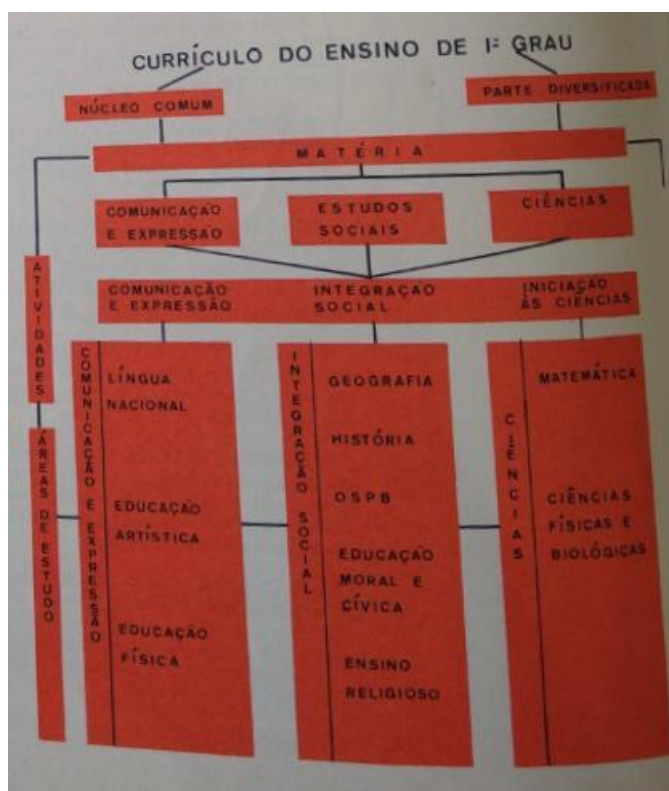 CURRÍCULO DO ENSINO DE 1º GRAU
NÚCLEO COMUM
PARTE DIVERSIFICADA
MATÉRIA
COMUNICAÇÃO
E EXPRESSÃO
ESTUDOS
SOCIAIS
CIÊNCIAS
ATIVIDADES
COMUNICAÇÃO
E EXPRESSÃO
INTEGRAÇÃO
SOCIAL
INICIAÇÃO
ÀS CIÊNCIAS
ÁREAS DE ESTUDO
COMUNICAÇÃO E EXPRESSÃO
LÍNGUA
NACIONAL
EDUCAÇÃO
ARTÍSTICA
EDUCAÇÃO
FÍSICA
INTEGRAÇÃO SOCIAL
GEOGRAFIA
HISTÓRIA
OSPB
EDUCAÇÃO
MORAL E
CÍVICA
ENSINO
RELIGIOSO
CIÊNCIAS
MATEMÁTICA
CIÊNCIAS
FÍSICAS E
BIOLÓGICAS